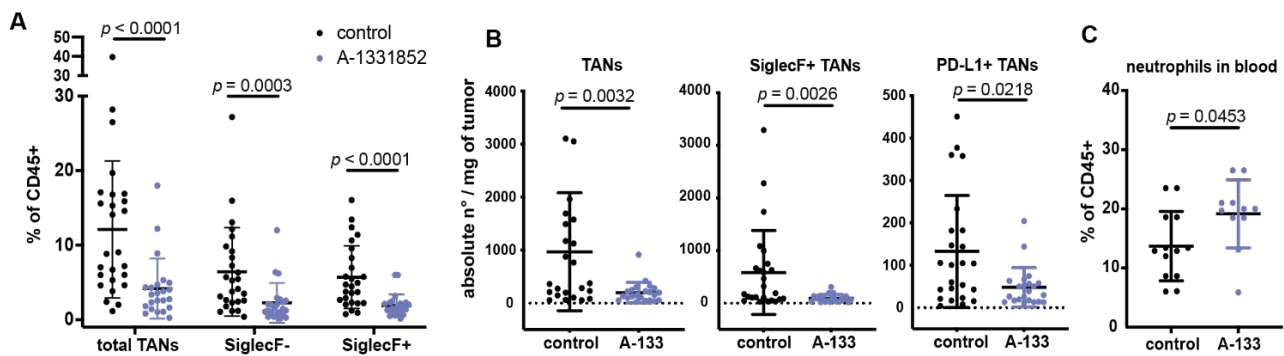 A
p < 0.0001
control
A-1331852
p = 0.0003
p < 0.0001
50
40
30
30
20
10
0
% of CD45+
total TANs
SiglecF-
SiglecF+
B
TANs
p = 0.0032
4000
3000
2000
1000
0
absolute n° / mg of tumor
control
A-133
SiglecF+ TANs
p = 0.0026
4000
3000
2000
1000
0
control
A-133
PD-L1+ TANs
p = 0.0218
500
400
300
200
100
0
control
A-133
C
neutrophils in blood
p = 0.0453
40
30
20
10
0
% of CD45+
control
A-133